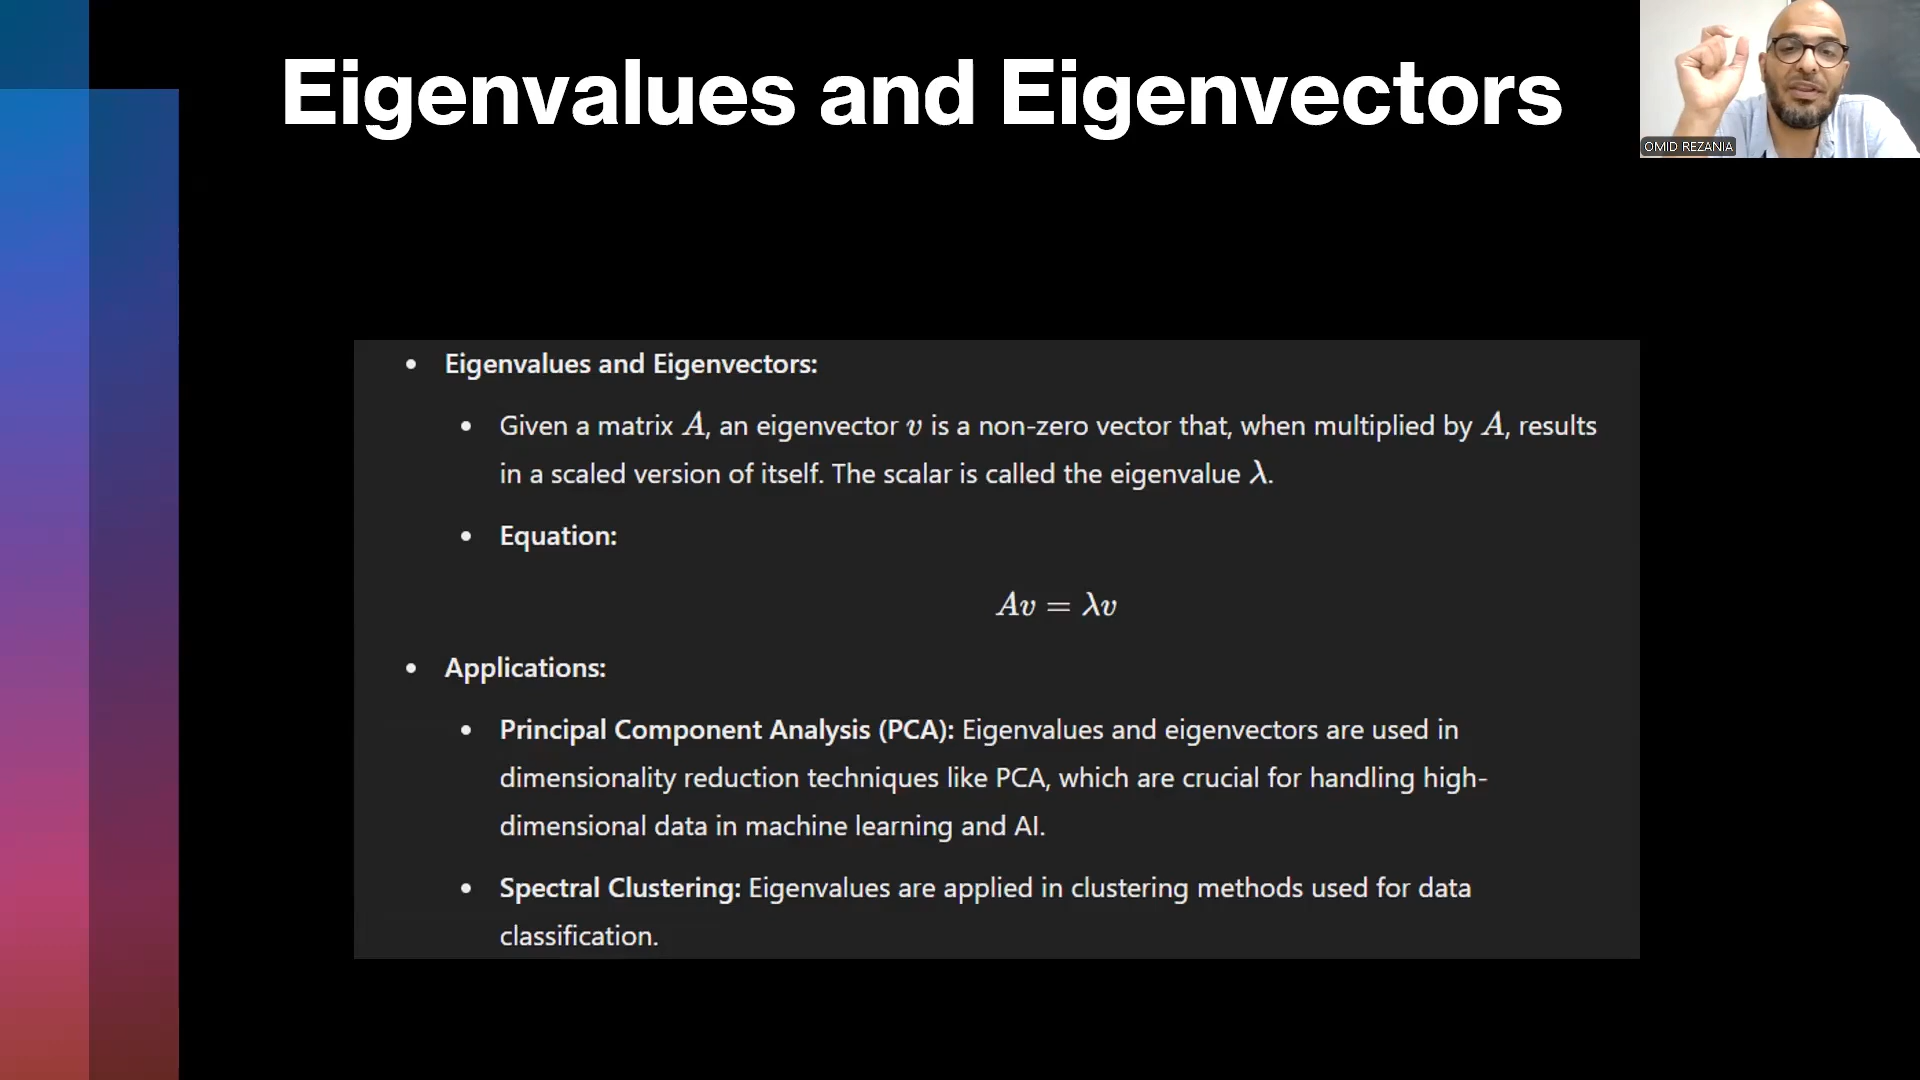 Eigenvalues and Eigenvectors
OMID REZANIA
• Eigenvalues and Eigenvectors:
• Given a matrix A, an eigenvector v is a non-zero vector that, when multiplied by A, results
in a scaled version of itself. The scalar is called the eigenvalue λ.
• Equation:
Av = λv
• Applications:
• Principal Component Analysis (PCA): Eigenvalues and eigenvectors are used in
dimensionality reduction techniques like PCA, which are crucial for handling high-
dimensional data in machine learning and AI.
• Spectral Clustering: Eigenvalues are applied in clustering methods used for data
classification.